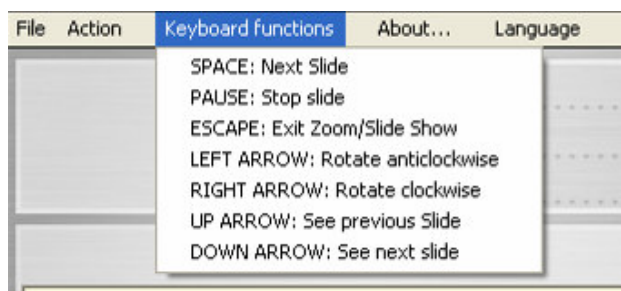 File Action Keyboard functions About... Language
SPACE: Next Slide
PAUSE: Stop slide
ESCAPE: Exit Zoom/Slide Show
LEFT ARROW: Rotate anticlockwise
RIGHT ARROW: Rotate clockwise
UP ARROW: See previous Slide
DOWN ARROW: See next slide